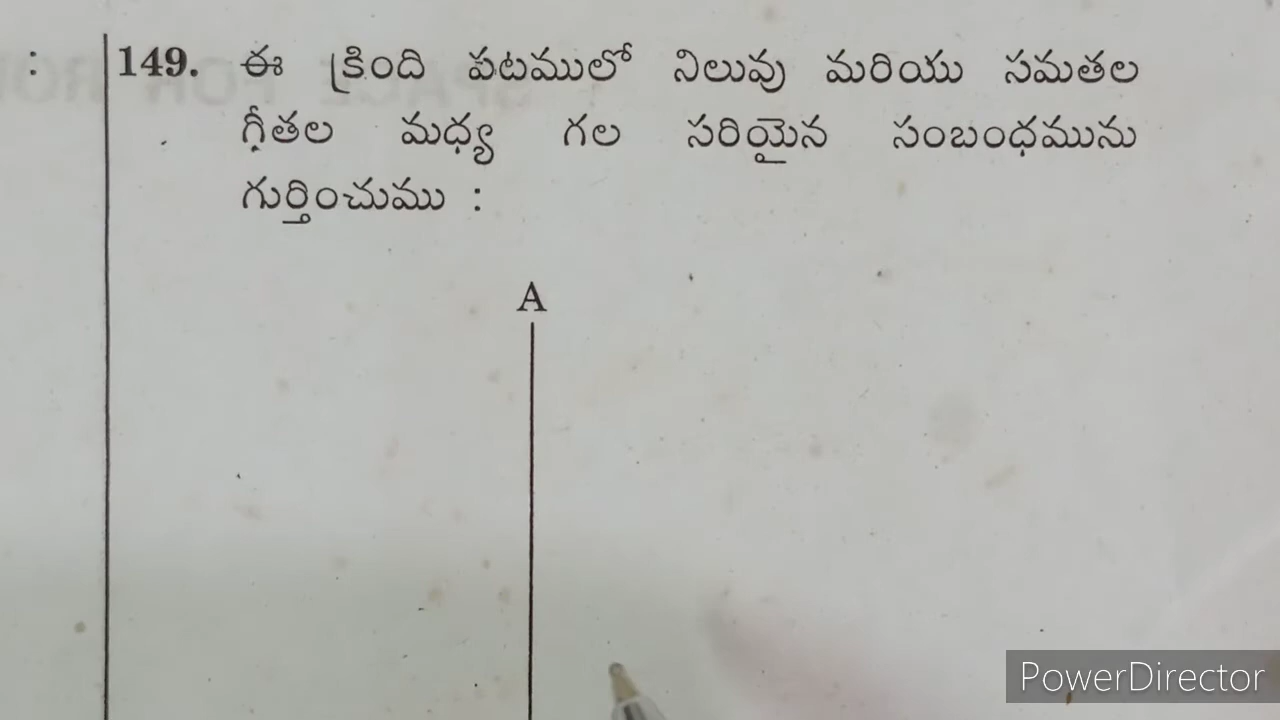 :
149. ఈ క్రింది పటములో నిలువు మరియు సమతల
గీతల మధ్య గల సరియైన సంబంధమును
గుర్తించుము :
A
PowerDirector